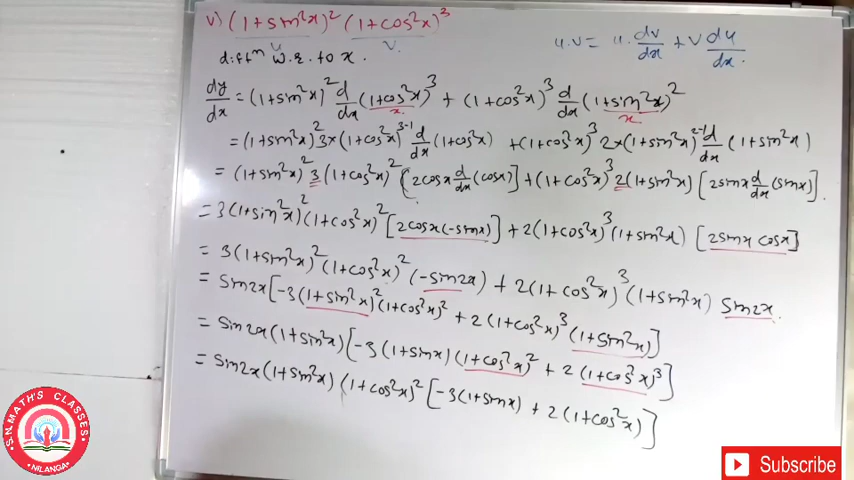 v) (1+sin²x)² (1+cos²x)³
u v.
u.v = u.dv/dx + v du/dx.
diftⁿ w.r. to x.
dy/dx = (1+sin²x)² d/dx (1+cos²x)³ + (1+cos²x)³ d/dx (1+sin²x)²
x. x.
= (1+sin²x)² 3×(1+cos²x)³⁻¹ d/dx (1+cos²x) + (1+cos²x)³ 2×(1+sin²x)²⁻¹ d/dx (1+sin²x)
= (1+sin²x)² 3 (1+cos²x)² [2cosx d/dx (cosx)] + (1+cos²x)³ 2 (1+sin²x) [2sinx d/dx (sinx)].
= 3(1+sin²x)² (1+cos²x)² [2cosx(-sinx)] + 2(1+cos²x)³ (1+sin²x) [2sinx cosx]
= 3(1+sin²x)² (1+cos²x)² (-sin2x) + 2(1+cos²x)³ (1+sin²x) sin2x.
= sin2x[-3(1+sin²x)² (1+cos²x)² + 2(1+cos²x)³ (1+sin²x)]
= sin2x(1+sin²x)[-3(1+sinx)(1+cos²x)² + 2(1+cos²x)³]
= sin2x(1+sin²x) (1+cos²x)² [-3(1+sinx) + 2(1+cos²x)]
S.N. MATH'S CLASSES
NILANGA
Subscribe